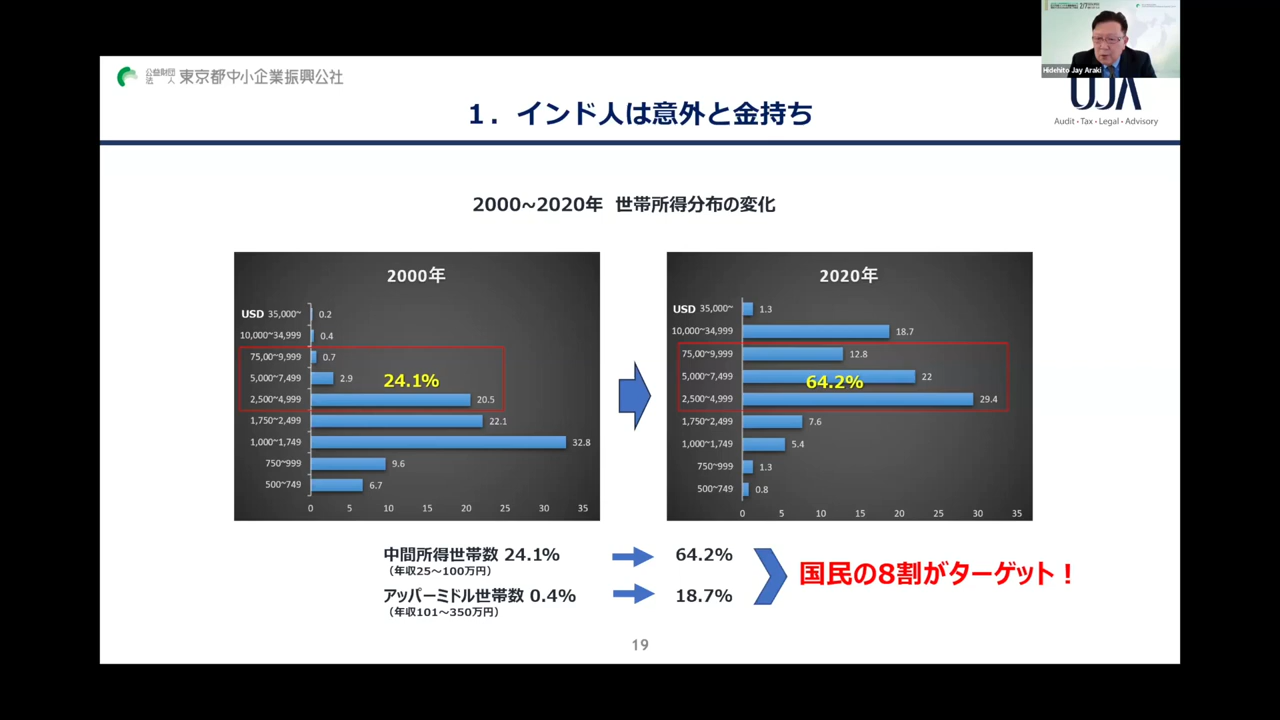 Hidehito Jay Araki
公益財団
法　人
東京都中小企業振興公社
UJA
Audit • Tax • Legal • Advisory
1．インド人は意外と金持ち
2000~2020年 世帯所得分布の変化
2000年
USD 35,000~ 0.2
10,000~34,999 0.4
75,00~9,999 0.7
5,000~7,499 2.9
24.1%
2,500~4,999 20.5
1,750~2,499 22.1
1,000~1,749 32.8
750~999 9.6
500~749 6.7
0 5 10 15 20 25 30 35
2020年
USD 35,000~ 1.3
10,000~34,999 18.7
75,00~9,999 12.8
5,000~7,499 22
64.2%
2,500~4,999 29.4
1,750~2,499 7.6
1,000~1,749 5.4
750~999 1.3
500~749 0.8
0 5 10 15 20 25 30 35
中間所得世帯数 24.1% 64.2%
（年収25～100万円）
アッパーミドル世帯数 0.4% 18.7%
（年収101～350万円）
国民の8割がターゲット！
19